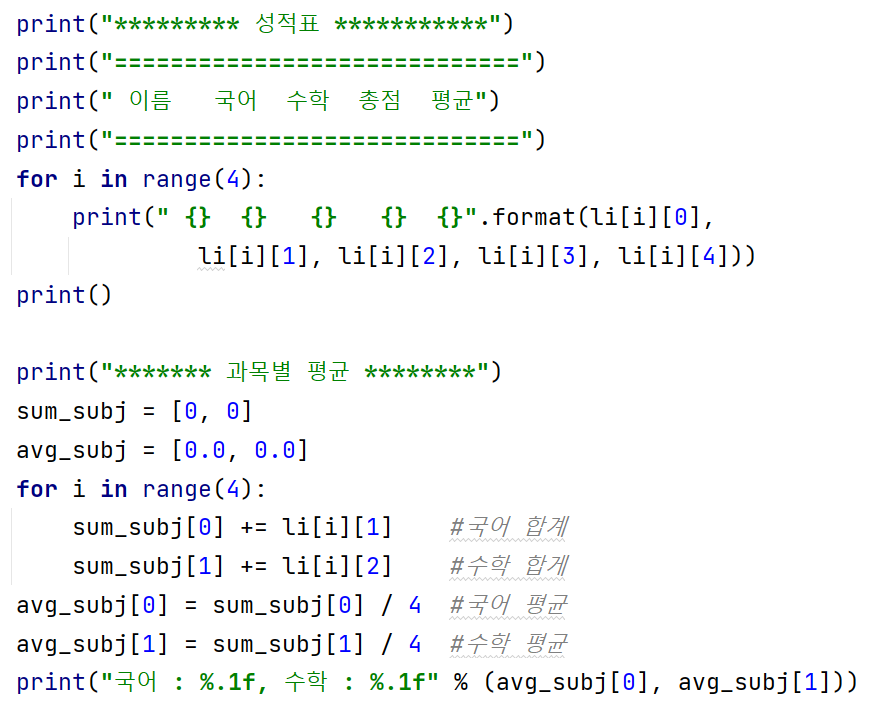 print("********* 성적표 ***********")
print("=============================")
print(" 이름   국어  수학  총점  평균")
print("=============================")
for i in range(4):
    print(" {}  {}   {}   {}  {}".format(li[i][0],
             li[i][1], li[i][2], li[i][3], li[i][4]))
print()

print("******* 과목별 평균 ********")
sum_subj = [0, 0]
avg_subj = [0.0, 0.0]
for i in range(4):
    sum_subj[0] += li[i][1]    #국어 합계
    sum_subj[1] += li[i][2]    #수학 합게
avg_subj[0] = sum_subj[0] / 4  #국어 평균
avg_subj[1] = sum_subj[1] / 4  #수학 평균
print("국어 : %.1f, 수학 : %.1f" % (avg_subj[0], avg_subj[1]))